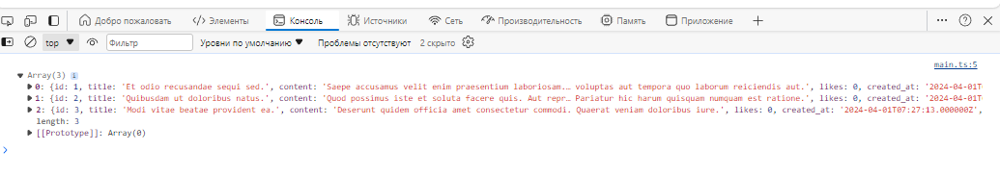 Добро пожаловать Элементы Консоль Источники Сеть Производительность Память Приложение
top Фильтр Уровни по умолчанию Проблемы отсутствуют 2 скрыто
main.ts:5
Array(3)
0: {id: 1, title: 'Et odio recusandae sequi sed.', content: 'Saepe accusamus velit enim praesentium laboriosam.… voluptas aut tempora quo laborum reiciendis aut.', likes: 0, created_at: '2024-04-01T
1: {id: 2, title: 'Quibusdam ut doloribus natus.', content: 'Quod possimus iste et soluta facere quis. Aut repr… Pariatur hic harum quisquam numquam est ratione.', likes: 0, created_at: '2024-04-01T
2: {id: 3, title: 'Modi vitae beatae provident ea.', content: 'Deserunt quidem officia amet consectetur commodi. Quaerat veniam doloribus iure.', likes: 0, created_at: '2024-04-01T07:27:13.000000Z',
length: 3
[[Prototype]]: Array(0)